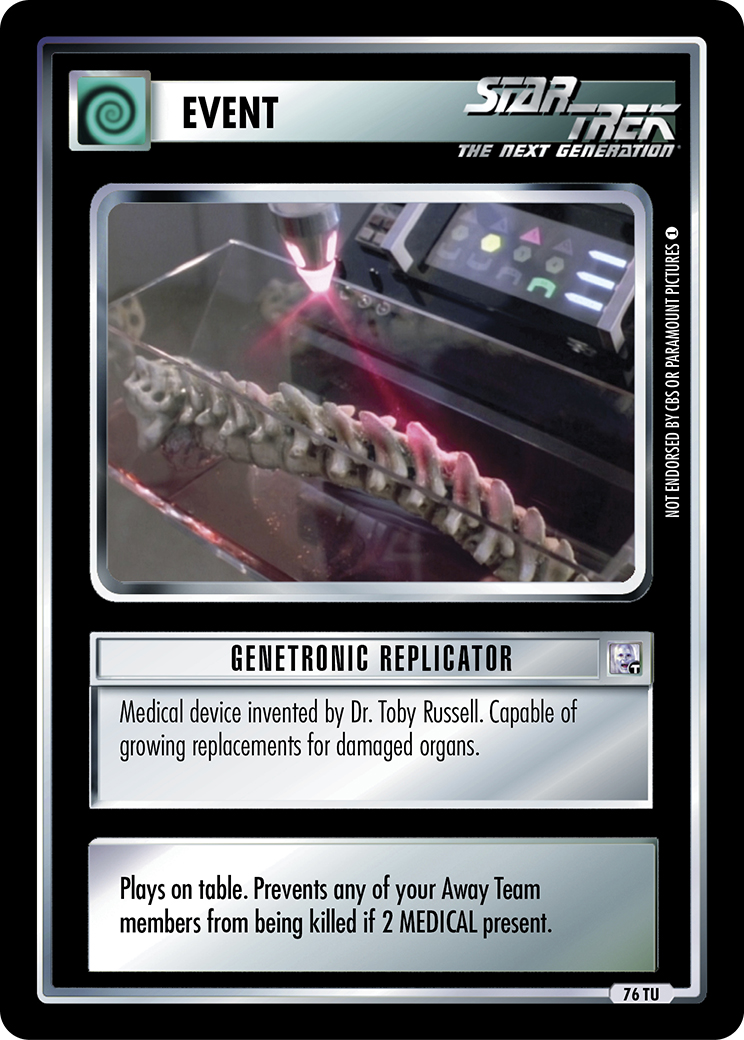 EVENT
STAR TREK
THE NEXT GENERATION
NOT ENDORSED BY CBS OR PARAMOUNT PICTURES 1
GENETRONIC REPLICATOR
T
Medical device invented by Dr. Toby Russell. Capable of
growing replacements for damaged organs.
Plays on table. Prevents any of your Away Team
members from being killed if 2 MEDICAL present.
76 TU